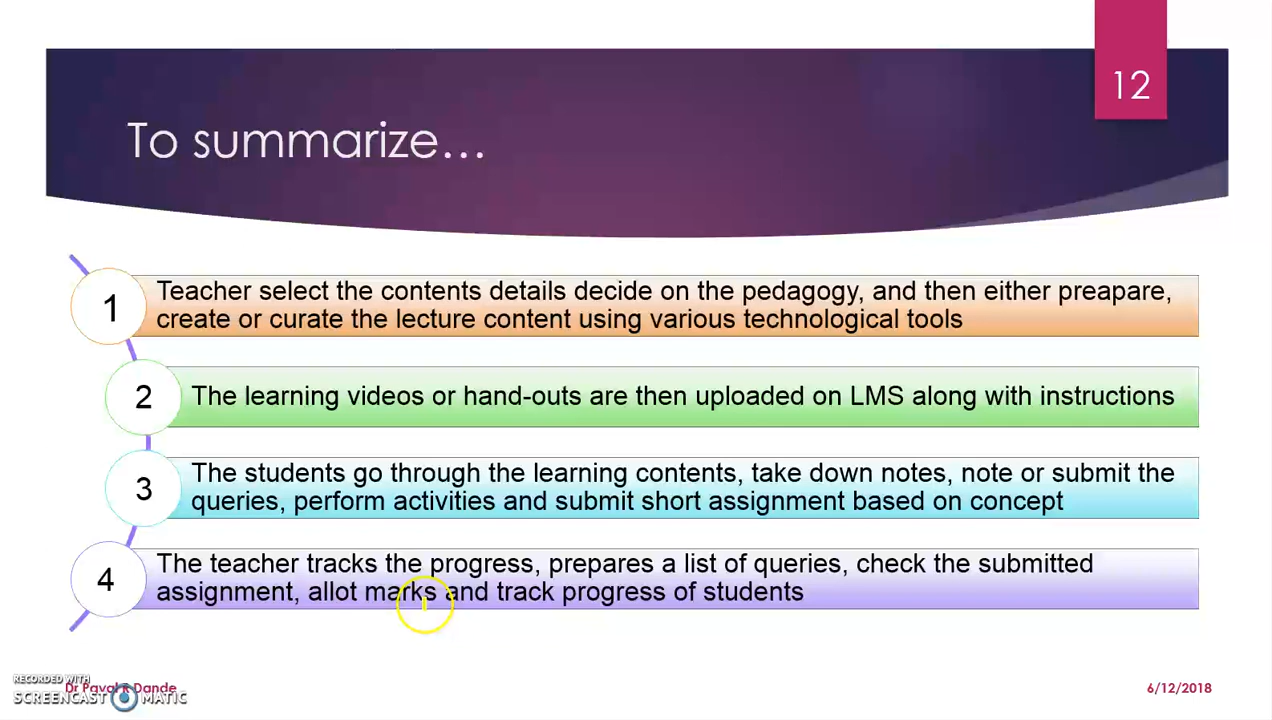 12
To summarize...
1
Teacher select the contents details decide on the pedagogy, and then either preapare,
create or curate the lecture content using various technological tools
2
The learning videos or hand-outs are then uploaded on LMS along with instructions
3
The students go through the learning contents, take down notes, note or submit the
queries, perform activities and submit short assignment based on concept
4
The teacher tracks the progress, prepares a list of queries, check the submitted
assignment, allot marks and track progress of students
RECORDED WITH
SCREENCAST MATIC
Dr Payal R Dande
6/12/2018